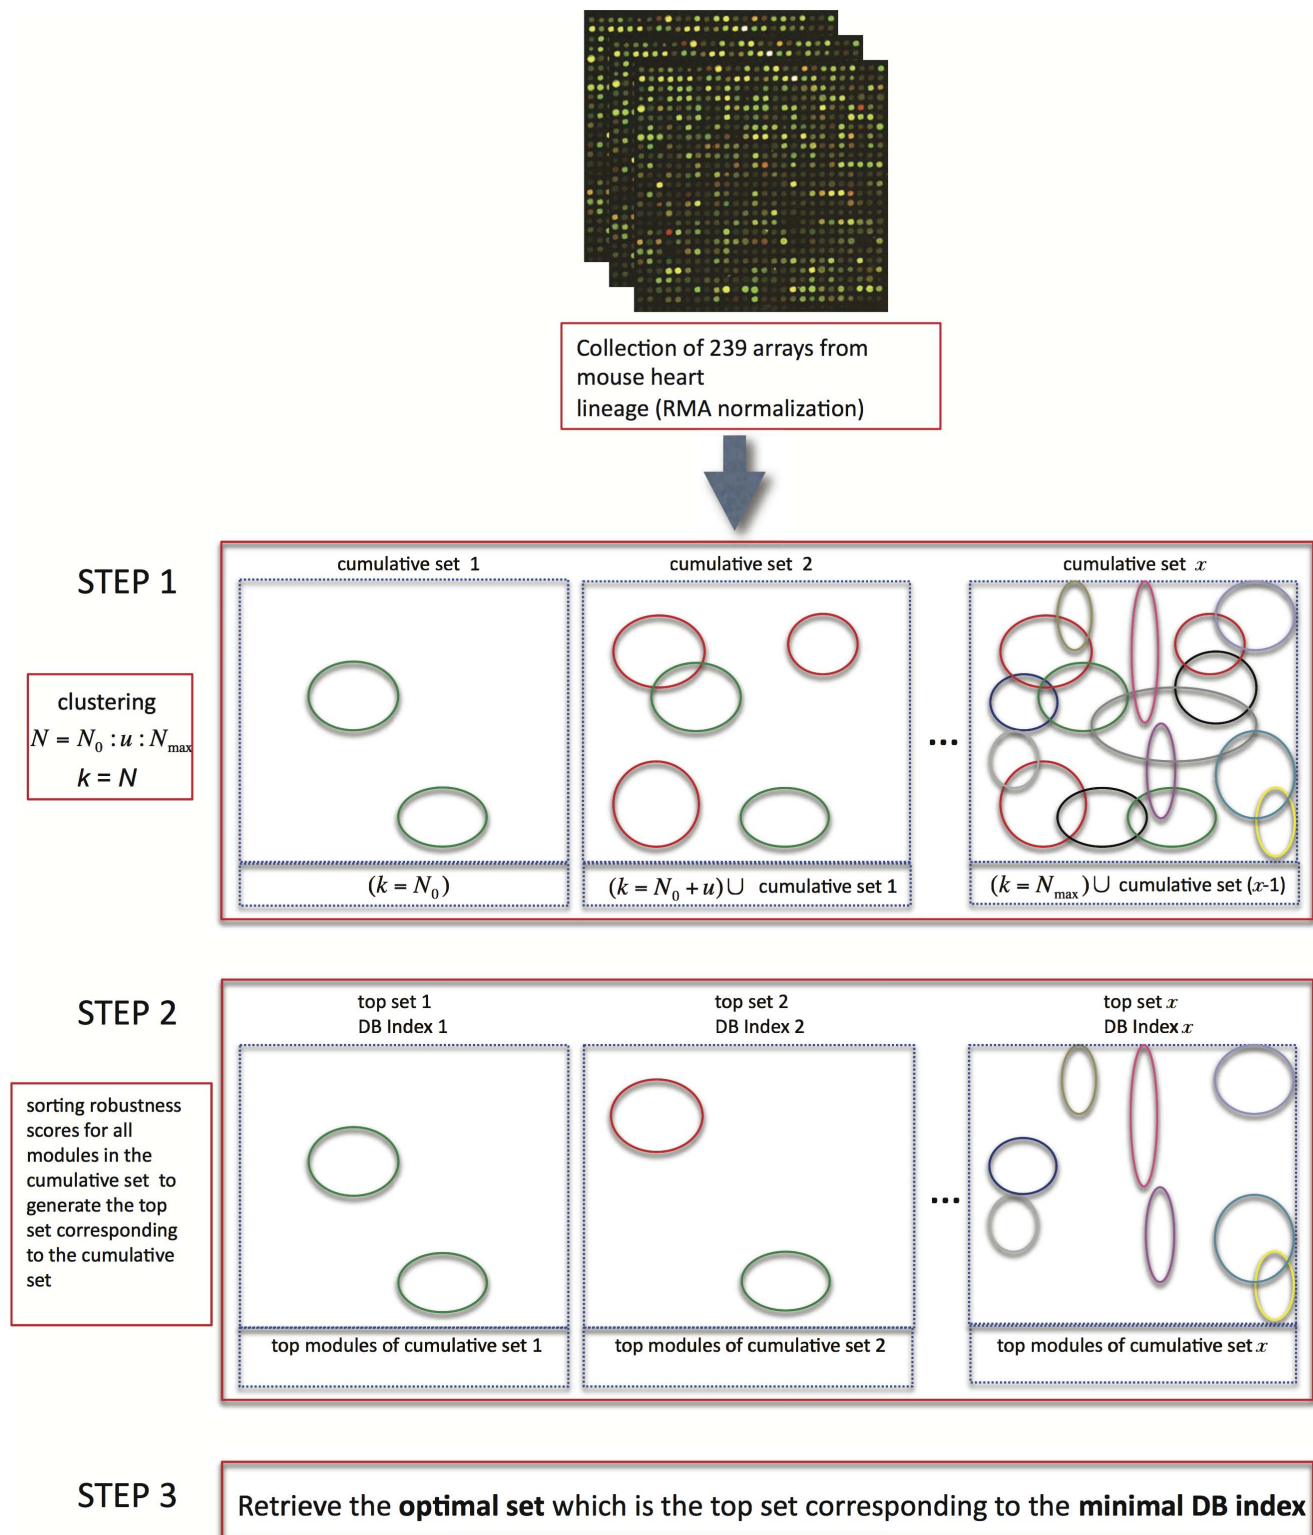 Collection of 239 arrays from
mouse heart
lineage (RMA normalization)
STEP 1
clustering
N = N₀ : u : Nₘₐₓ
k = N
cumulative set 1
cumulative set 2
cumulative set x
...
(k = N₀)
(k = N₀ + u) ∪ cumulative set 1
(k = Nₘₐₓ) ∪ cumulative set (x-1)
STEP 2
sorting robustness
scores for all
modules in the
cumulative set to
generate the top
set corresponding
to the cumulative
set
top set 1
DB Index 1
top set 2
DB Index 2
top set x
DB Index x
...
top modules of cumulative set 1
top modules of cumulative set 2
top modules of cumulative set x
STEP 3
Retrieve the optimal set which is the top set corresponding to the minimal DB index